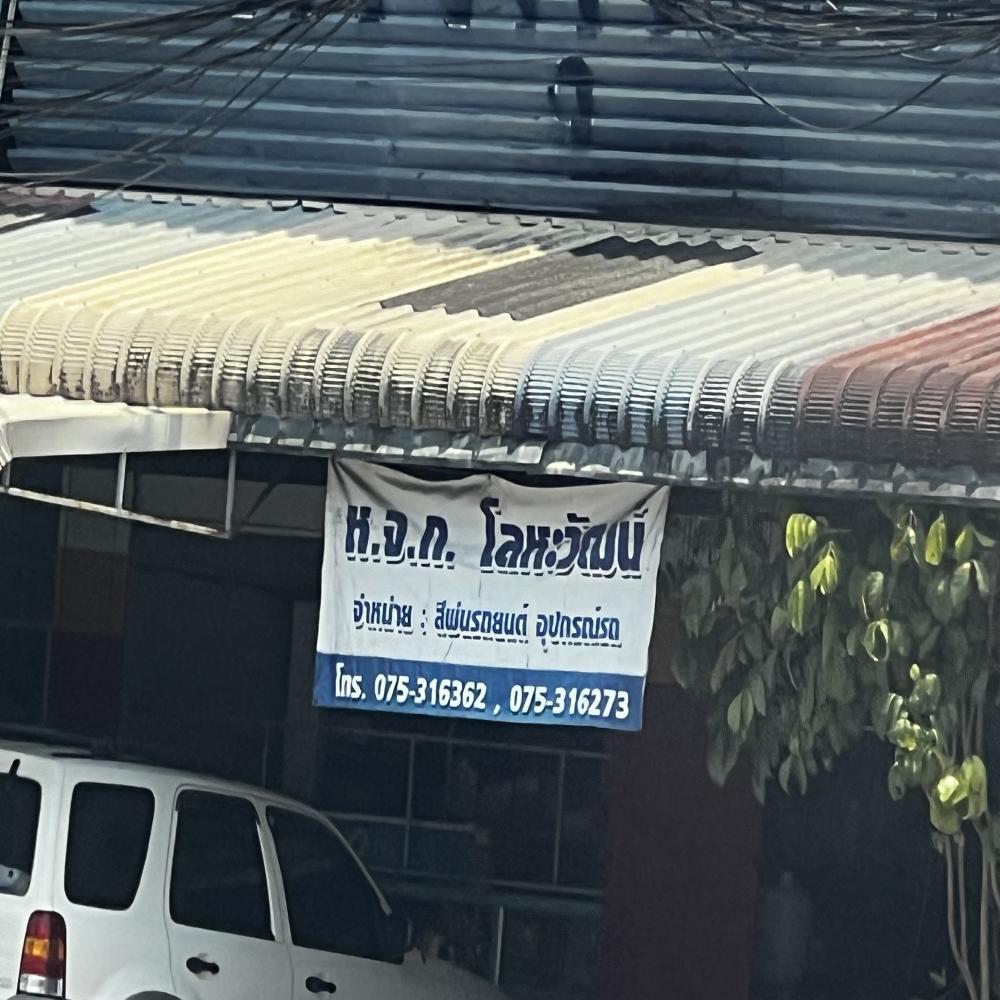 ห.จ.ก. โลหะวัฒน์
จำหน่าย : สีพ่นรถยนต์ อุปกรณ์รถ
โทร. 075-316362 , 075-316273